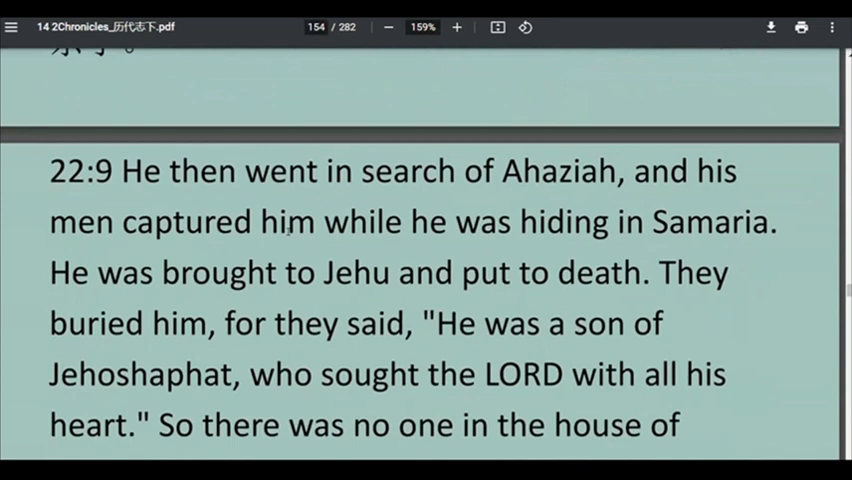 14 2Chronicles_历代志下.pdf
154 / 282
159%
22:9 He then went in search of Ahaziah, and his
men captured him while he was hiding in Samaria.
He was brought to Jehu and put to death. They
buried him, for they said, "He was a son of
Jehoshaphat, who sought the LORD with all his
heart." So there was no one in the house of